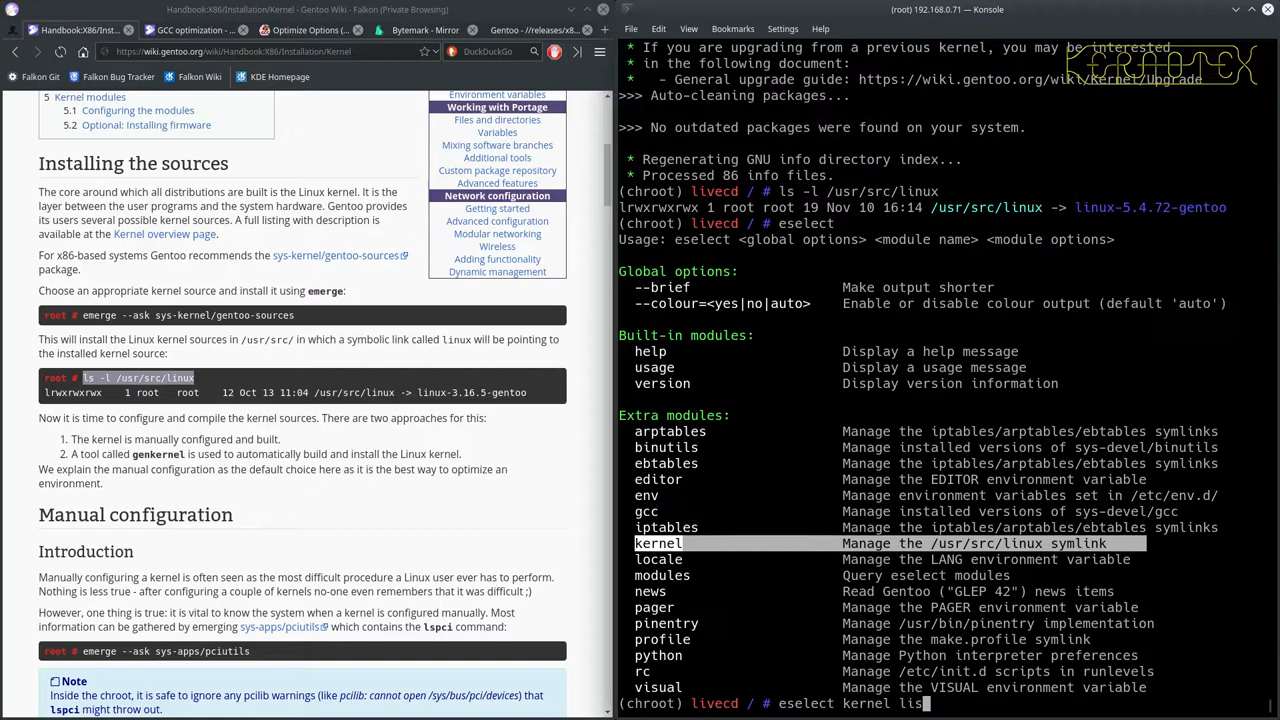 Handbook:X86/Installation/Kernel - Gentoo Wiki - Falkon (Private Browsing)
Handbook:X86/Inst...
GCC optimization - ...
Optimize Options (...
Bytemark - Mirror
Gentoo - //releases/x8...
https://wiki.gentoo.org/wiki/Handbook:X86/Installation/Kernel
DuckDuckGo
Falkon Git
Falkon Bug Tracker
Falkon Wiki
KDE Homepage
5 Kernel modules
5.1 Configuring the modules
5.2 Optional: Installing firmware
Installing the sources
The core around which all distributions are built is the Linux kernel. It is the
layer between the user programs and the system hardware. Gentoo provides
its users several possible kernel sources. A full listing with description is
available at the Kernel overview page.
For x86-based systems Gentoo recommends the sys-kernel/gentoo-sources
package.
Choose an appropriate kernel source and install it using emerge:
root # emerge --ask sys-kernel/gentoo-sources
This will install the Linux kernel sources in /usr/src/ in which a symbolic link called linux will be pointing to
the installed kernel source:
root # ls -l /usr/src/linux
lrwxrwxrwx 1 root root 12 Oct 13 11:04 /usr/src/linux -> linux-3.16.5-gentoo
Now it is time to configure and compile the kernel sources. There are two approaches for this:
1. The kernel is manually configured and built.
2. A tool called genkernel is used to automatically build and install the Linux kernel.
We explain the manual configuration as the default choice here as it is the best way to optimize an
environment.
Manual configuration
Introduction
Manually configuring a kernel is often seen as the most difficult procedure a Linux user ever has to perform.
Nothing is less true - after configuring a couple of kernels no-one even remembers that it was difficult ;)
However, one thing is true: it is vital to know the system when a kernel is configured manually. Most
information can be gathered by emerging sys-apps/pciutils which contains the lspci command:
root # emerge --ask sys-apps/pciutils
Note
Inside the chroot, it is safe to ignore any pcilib warnings (like pcilib: cannot open /sys/bus/pci/devices) that
lspci might throw out.
Environment variables
Working with Portage
Files and directories
Variables
Mixing software branches
Additional tools
Custom package repository
Advanced features
Network configuration
Getting started
Advanced configuration
Modular networking
Wireless
Adding functionality
Dynamic management
(root) 192.168.0.71 — Konsole
File Edit View Bookmarks Settings Help
* If you are upgrading from a previous kernel, you may be interested
* in the following document:
* - General upgrade guide: https://wiki.gentoo.org/wiki/Kernel/Upgrade
KERNOTEX
>>> Auto-cleaning packages...
>>> No outdated packages were found on your system.
* Regenerating GNU info directory index...
* Processed 86 info files.
(chroot) livecd / # ls -l /usr/src/linux
lrwxrwxrwx 1 root root 19 Nov 10 16:14 /usr/src/linux -> linux-5.4.72-gentoo
(chroot) livecd / # eselect
Usage: eselect <global options> <module name> <module options>
Global options:
--brief Make output shorter
--colour=<yes|no|auto> Enable or disable colour output (default 'auto')
Built-in modules:
help Display a help message
usage Display a usage message
version Display version information
Extra modules:
arptables Manage the iptables/arptables/ebtables symlinks
binutils Manage installed versions of sys-devel/binutils
ebtables Manage the iptables/arptables/ebtables symlinks
editor Manage the EDITOR environment variable
env Manage environment variables set in /etc/env.d/
gcc Manage installed versions of sys-devel/gcc
iptables Manage the iptables/arptables/ebtables symlinks
kernel Manage the /usr/src/linux symlink
locale Manage the LANG environment variable
modules Query eselect modules
news Read Gentoo ("GLEP 42") news items
pager Manage the PAGER environment variable
pinentry Manage /usr/bin/pinentry implementation
profile Manage the make.profile symlink
python Manage Python interpreter preferences
rc Manage /etc/init.d scripts in runlevels
visual Manage the VISUAL environment variable
(chroot) livecd / # eselect kernel lis